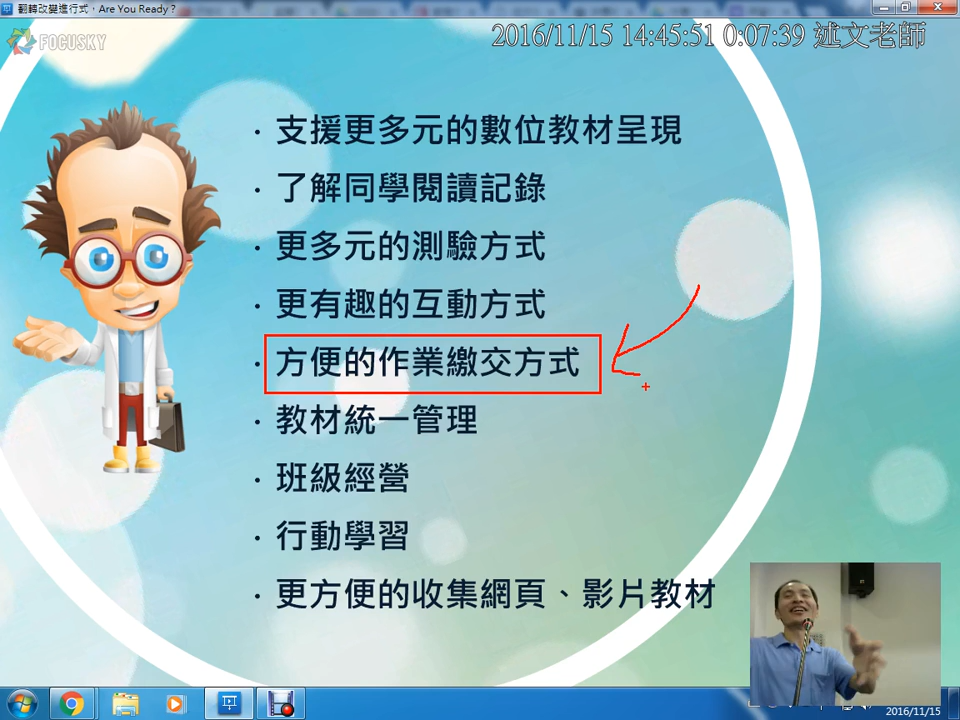 翻轉改變進行式，Are You Ready？
FOCUSKY
2016/11/15 14:45:51 0:07:39 述文老師
· 支援更多元的數位教材呈現
· 了解同學閱讀記錄
· 更多元的測驗方式
· 更有趣的互動方式
· 方便的作業繳交方式
· 教材統一管理
· 班級經營
· 行動學習
· 更方便的收集網頁、影片教材
2016/11/15